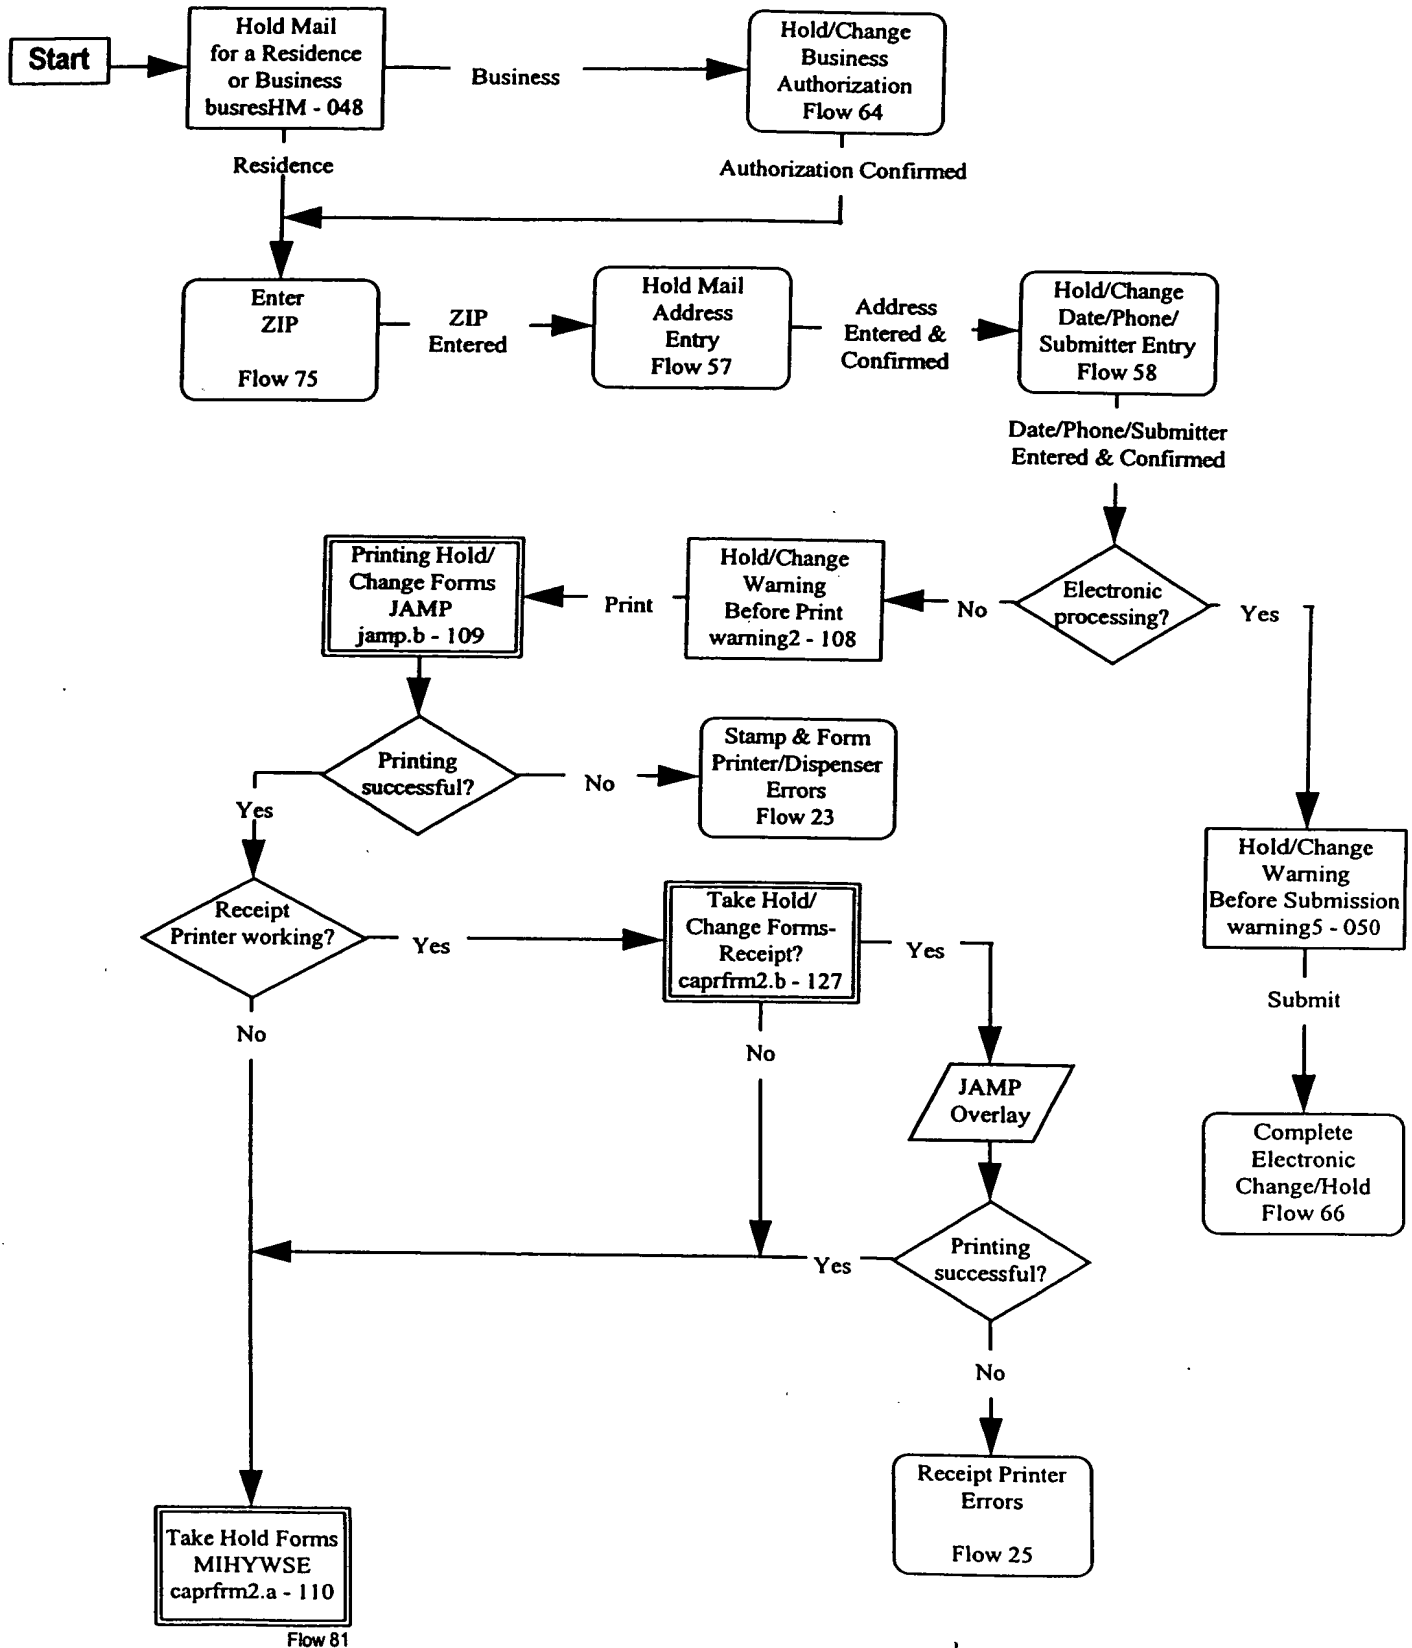 Start
Hold Mail
for a Residence
or Business
busresHM - 048
Business
Hold/Change
Business
Authorization
Flow 64
Residence
Authorization Confirmed
Enter
ZIP
Flow 75
ZIP
Entered
Hold Mail
Address
Entry
Flow 57
Address
Entered &
Confirmed
Hold/Change
Date/Phone/
Submitter Entry
Flow 58
Date/Phone/Submitter
Entered & Confirmed
Electronic
processing?
Yes
No
Hold/Change
Warning
Before Print
warning2 - 108
Print
Printing Hold/
Change Forms
JAMP
jamp.b - 109
Printing
successful?
No
Stamp & Form
Printer/Dispenser
Errors
Flow 23
Yes
Hold/Change
Warning
Before Submission
warning5 - 050
Receipt
Printer working?
Yes
Take Hold/
Change Forms-
Receipt?
caprfrm2.b - 127
Yes
Submit
No
No
JAMP
Overlay
Complete
Electronic
Change/Hold
Flow 66
Printing
successful?
Yes
No
Receipt Printer
Errors
Flow 25
Take Hold Forms
MIHYWSE
caprfrm2.a - 110
Flow 81